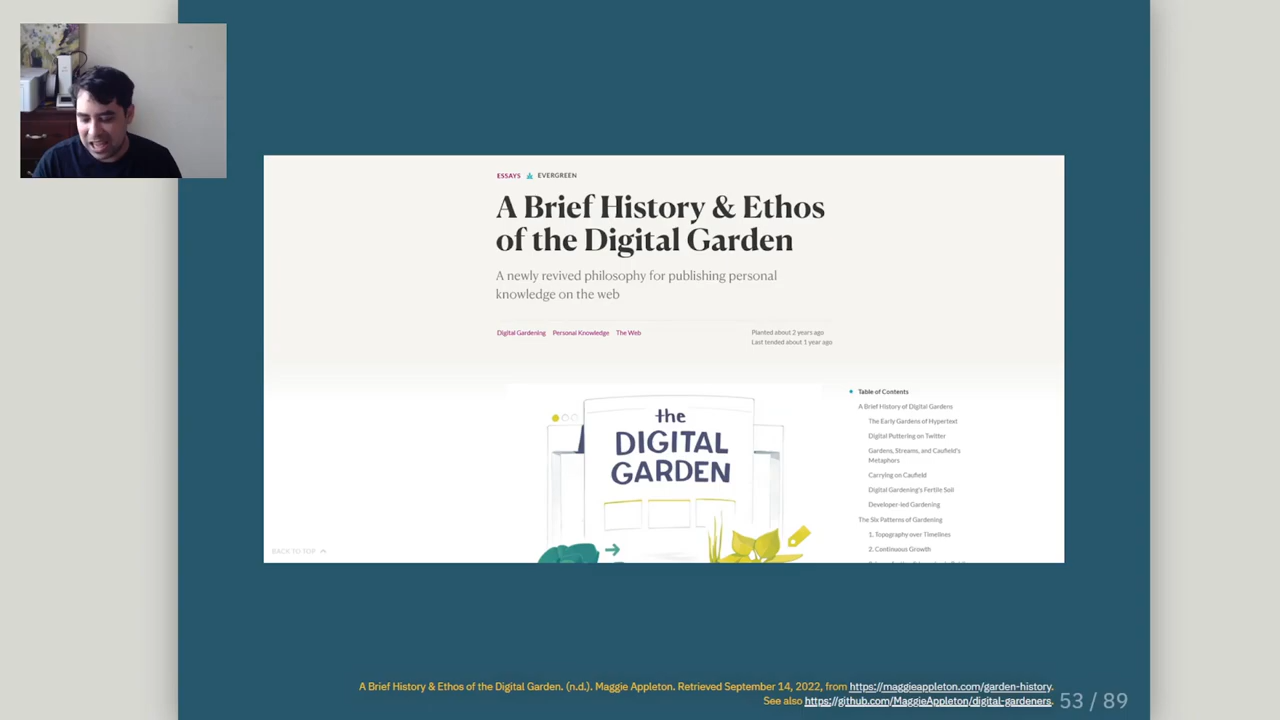 ESSAYS EVERGREEN
A Brief History & Ethos
of the Digital Garden
A newly revived philosophy for publishing personal
knowledge on the web
Digital Gardening Personal Knowledge The Web
Planted about 2 years ago
Last tended about 1 year ago
the
DIGITAL
GARDEN
Table of Contents
A Brief History of Digital Gardens
The Early Gardens of Hypertext
Digital Puttering on Twitter
Gardens, Streams, and Caufield's
Metaphors
Carrying on Caufield
Digital Gardening's Fertile Soil
Developer-led Gardening
The Six Patterns of Gardening
1. Topography over Timelines
2. Continuous Growth
BACK TO TOP
A Brief History & Ethos of the Digital Garden. (n.d.). Maggie Appleton. Retrieved September 14, 2022, from https://maggieappleton.com/garden-history.
See also https://github.com/MaggieAppleton/digital-gardeners.
53 / 89